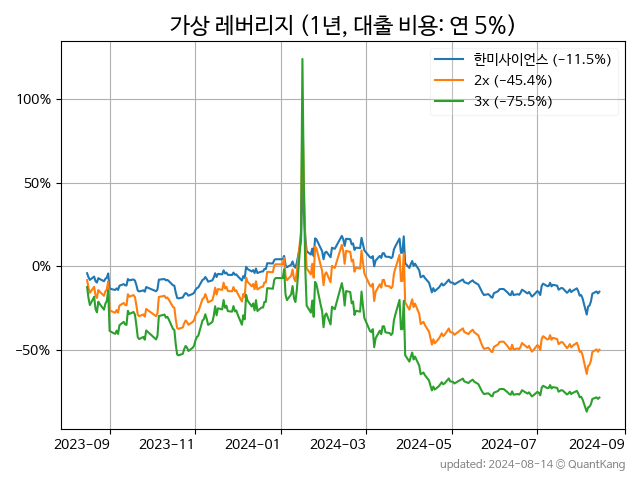 가상 레버리지 (1년, 대출 비용: 연 5%)
한미사이언스 (−11.5%)
2x (−45.4%)
3x (−75.5%)
100%
50%
0%
−50%
2023−09 2023−11 2024−01 2024−03 2024−05 2024−07 2024−09
updated: 2024-08-14 © QuantKang